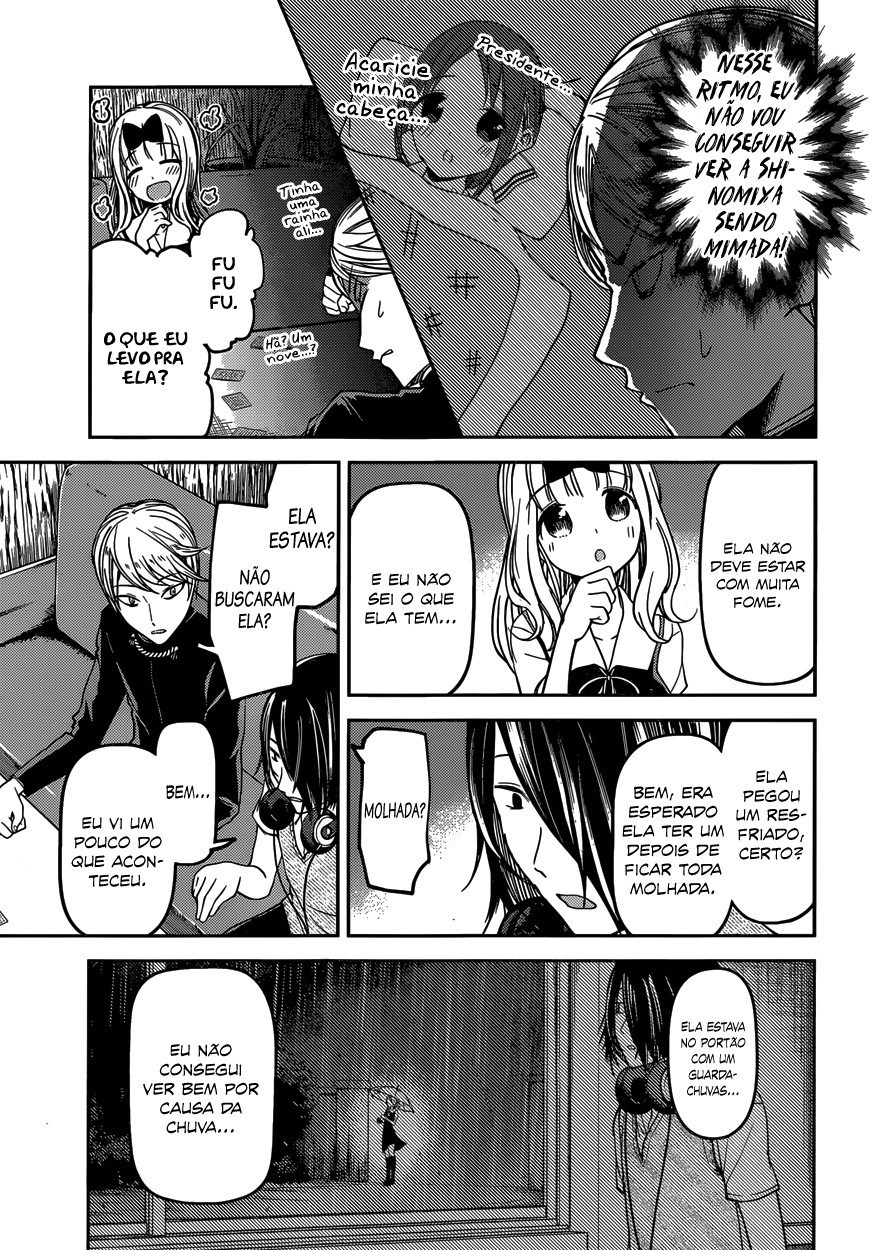 NESSE
RITMO, EU
NÃO VOU
CONSEGUIR
VER A SHI-
NOMIYA
SENDO
MIMADA!
Presidente...
Acaricie
minha
cabeça...
Tinha
uma
rainha
ali...
Hã? Um
nove...?
FU
FU
FU.
O QUE EU
LEVO PRA
ELA?
ELA NÃO
DEVE ESTAR
COM MUITA
FOME.
E EU NÃO
SEI O QUE
ELA TEM...
ELA
PEGOU
UM RES-
FRIADO,
CERTO?
BEM, ERA
ESPERADO
ELA TER UM
DEPOIS DE
FICAR TODA
MOLHADA.
MOLHADA?
ELA
ESTAVA?
NÃO
BUSCARAM
ELA?
BEM...
EU VI UM
POUCO DO
QUE ACON-
TECEU.
ELA ESTAVA
NO PORTÃO
COM UM
GUARDA-
CHUVAS...
EU NÃO
CONSEGUI
VER BEM POR
CAUSA DA
CHUVA...